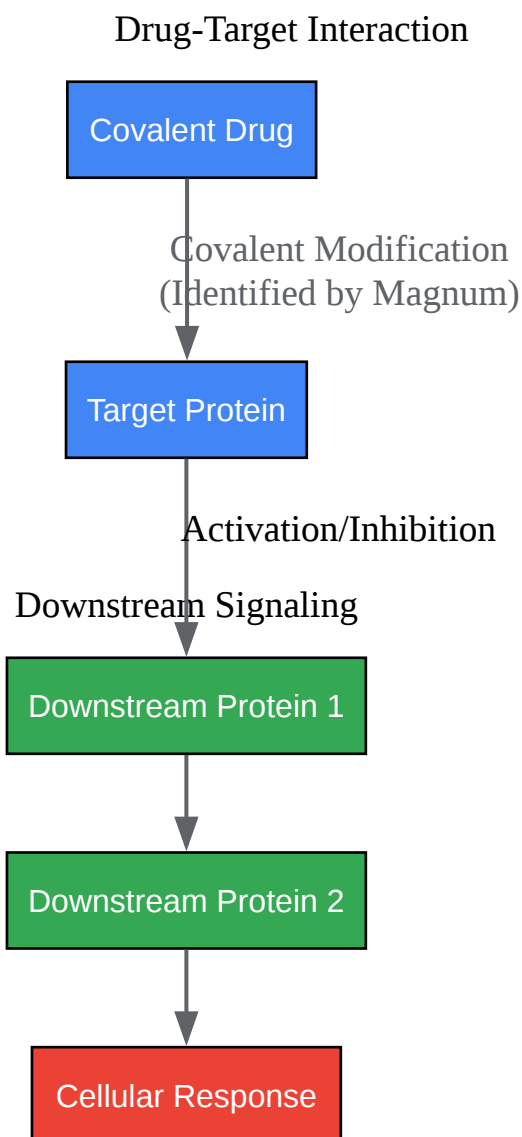 Drug-Target Interaction
Covalent Drug
Covalent Modification
(Identified by Magnum)
Target Protein
Activation/Inhibition
Downstream Signaling
Downstream Protein 1
Downstream Protein 2
Cellular Response